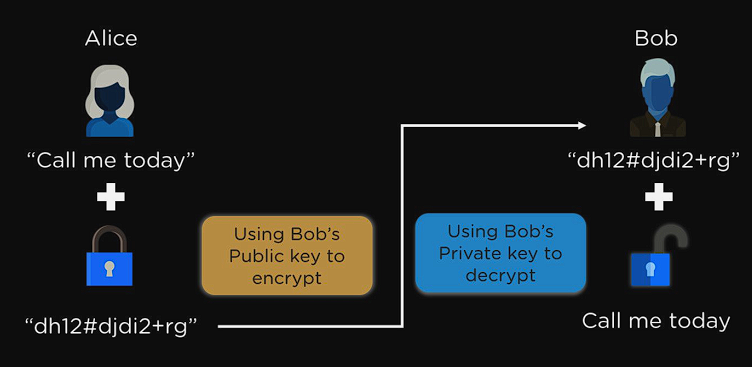 Alice
Bob
“Call me today”
“dh12#djdi2+rg”
Using Bob’s
Public key to
encrypt
Using Bob’s
Private key to
decrypt
“dh12#djdi2+rg”
Call me today